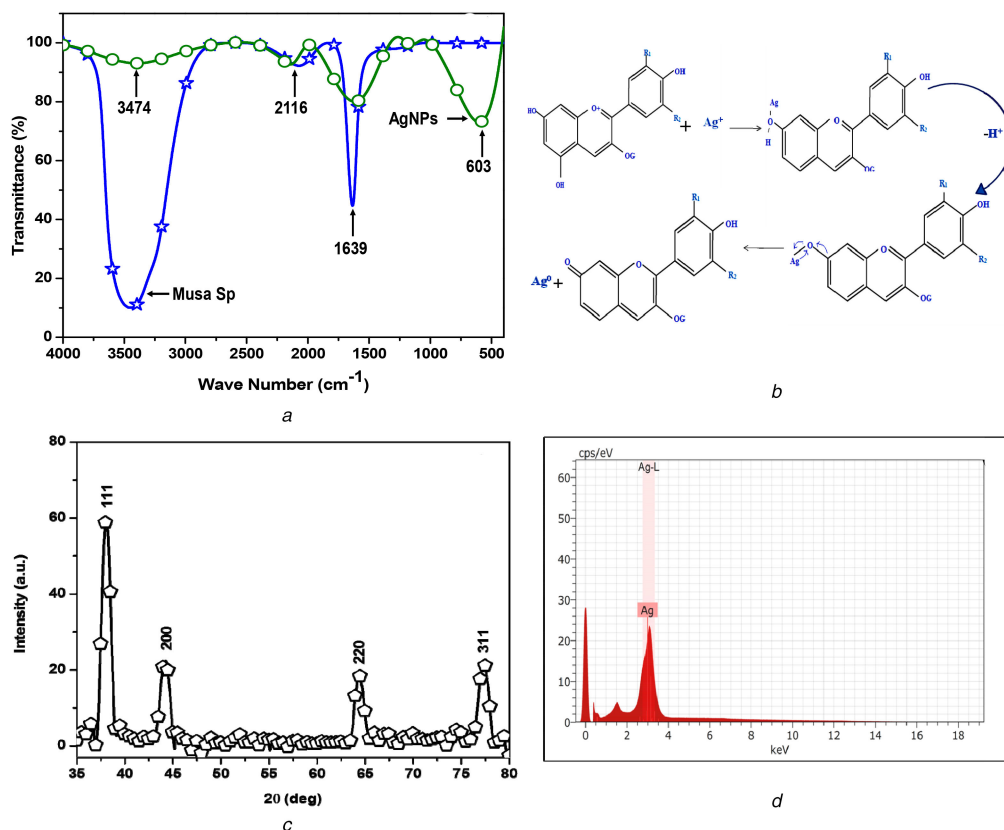 100
80
60
40
20
0
Transmittance (%)
4000 3500 3000 2500 2000 1500 1000 500
Wave Number (cm-1)
3474
2116
AgNPs
603
1639
Musa Sp
a
R1
OH
HO
O+
R2
OG
OH
+ Ag+
Ag
O
H
R1
OH
O
R2
OG
-H+
R1
OH
O
Ag
O
R2
OG
Ag0 +
R1
OH
O
O
R2
OG
b
80
60
40
20
0
Intensity (a.u.)
111
200
220
311
35 40 45 50 55 60 65 70 75 80
2θ (deg)
c
cps/eV
Ag-L
60
50
40
30
20
10
0
Ag
0 2 4 6 8 10 12 14 16 18
keV
d